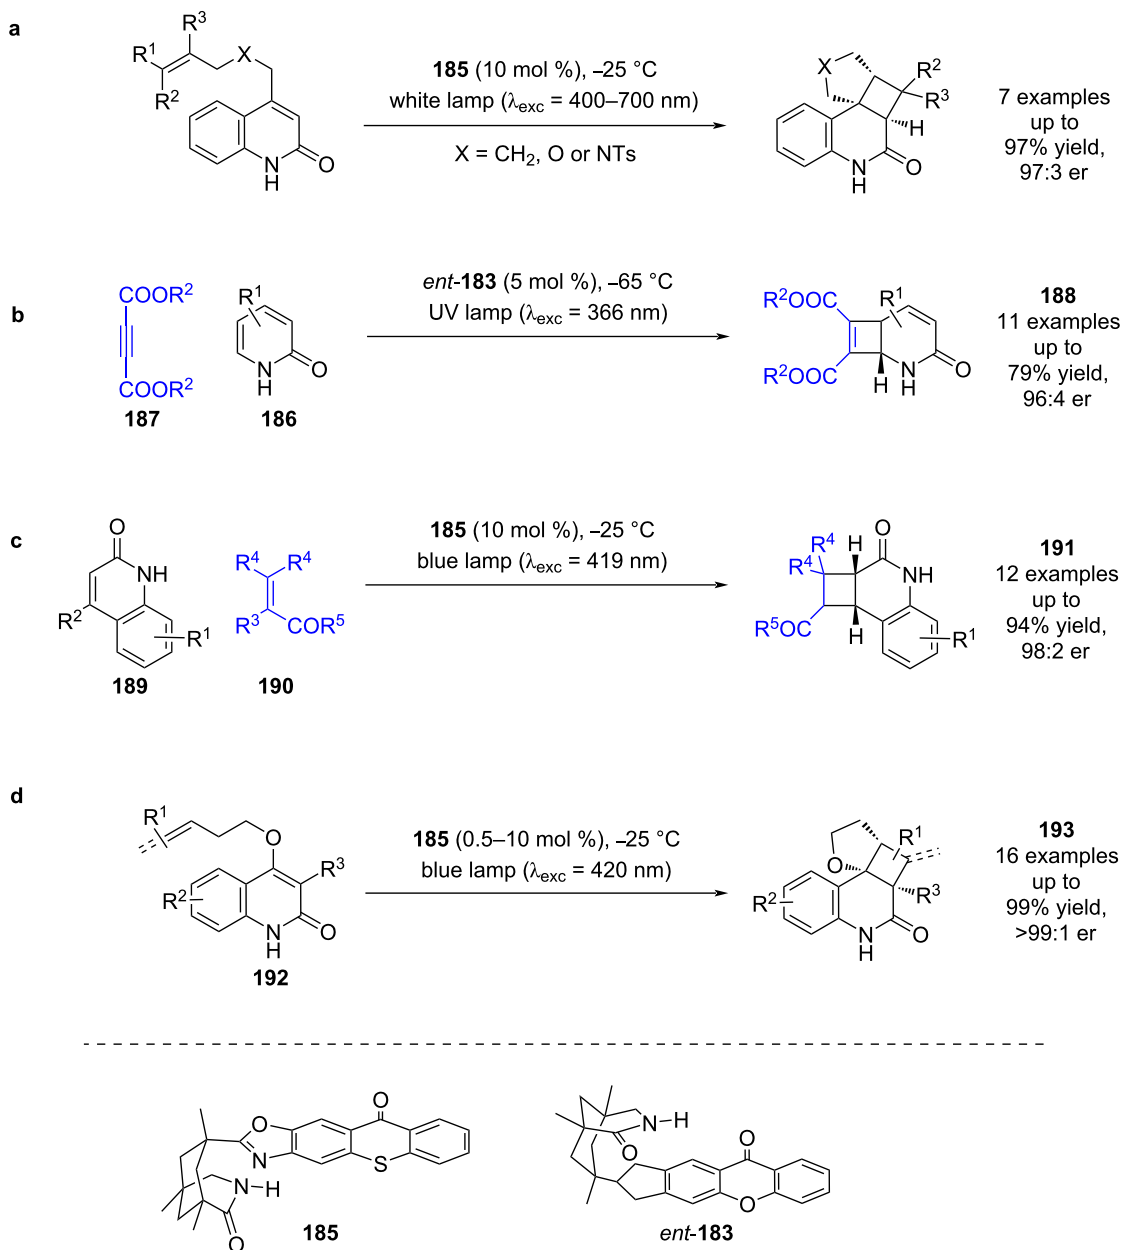 a
R³
R¹
X
R²
N
H
O
185 (10 mol %), –25 °C
white lamp (λexc = 400–700 nm)
X = CH₂, O or NTs
X
R²
R³
H
N
H
O
7 examples
up to
97% yield,
97:3 er
b
COOR²
COOR²
187
R¹
N
H
O
186
ent-183 (5 mol %), –65 °C
UV lamp (λexc = 366 nm)
R²OOC
R¹
R²OOC
H
N
H
O
188
11 examples
up to
79% yield,
96:4 er
c
O
NH
R²
R¹
189
R⁴
R⁴
R³
COR⁵
190
185 (10 mol %), –25 °C
blue lamp (λexc = 419 nm)
R⁴
R⁴
H
O
NH
R⁵OC
H
R¹
191
12 examples
up to
94% yield,
98:2 er
d
R¹
O
R³
R²
N
H
O
192
185 (0.5–10 mol %), –25 °C
blue lamp (λexc = 420 nm)
R¹
O
R³
R²
N
H
O
193
16 examples
up to
99% yield,
>99:1 er
O
O
N
S
N
H
O
185
N
H
O
O
O
ent-183